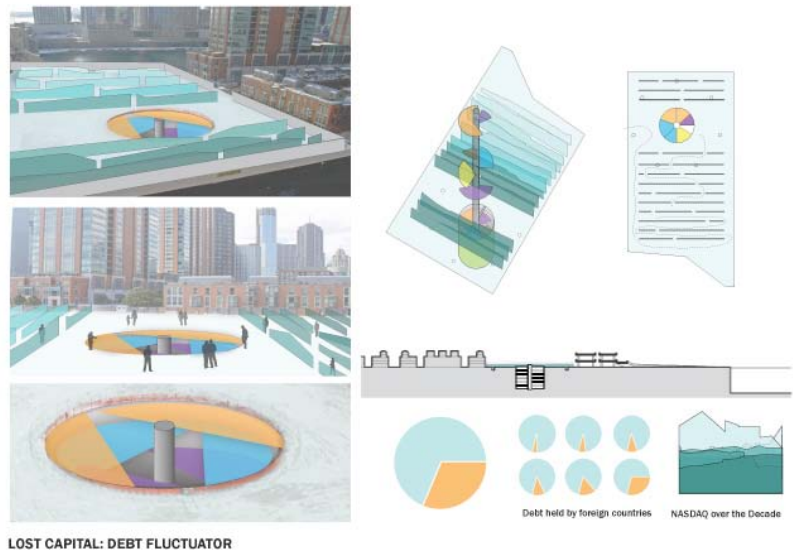 Debt held by foreign countries
NASDAQ over the Decade
LOST CAPITAL: DEBT FLUCTUATOR